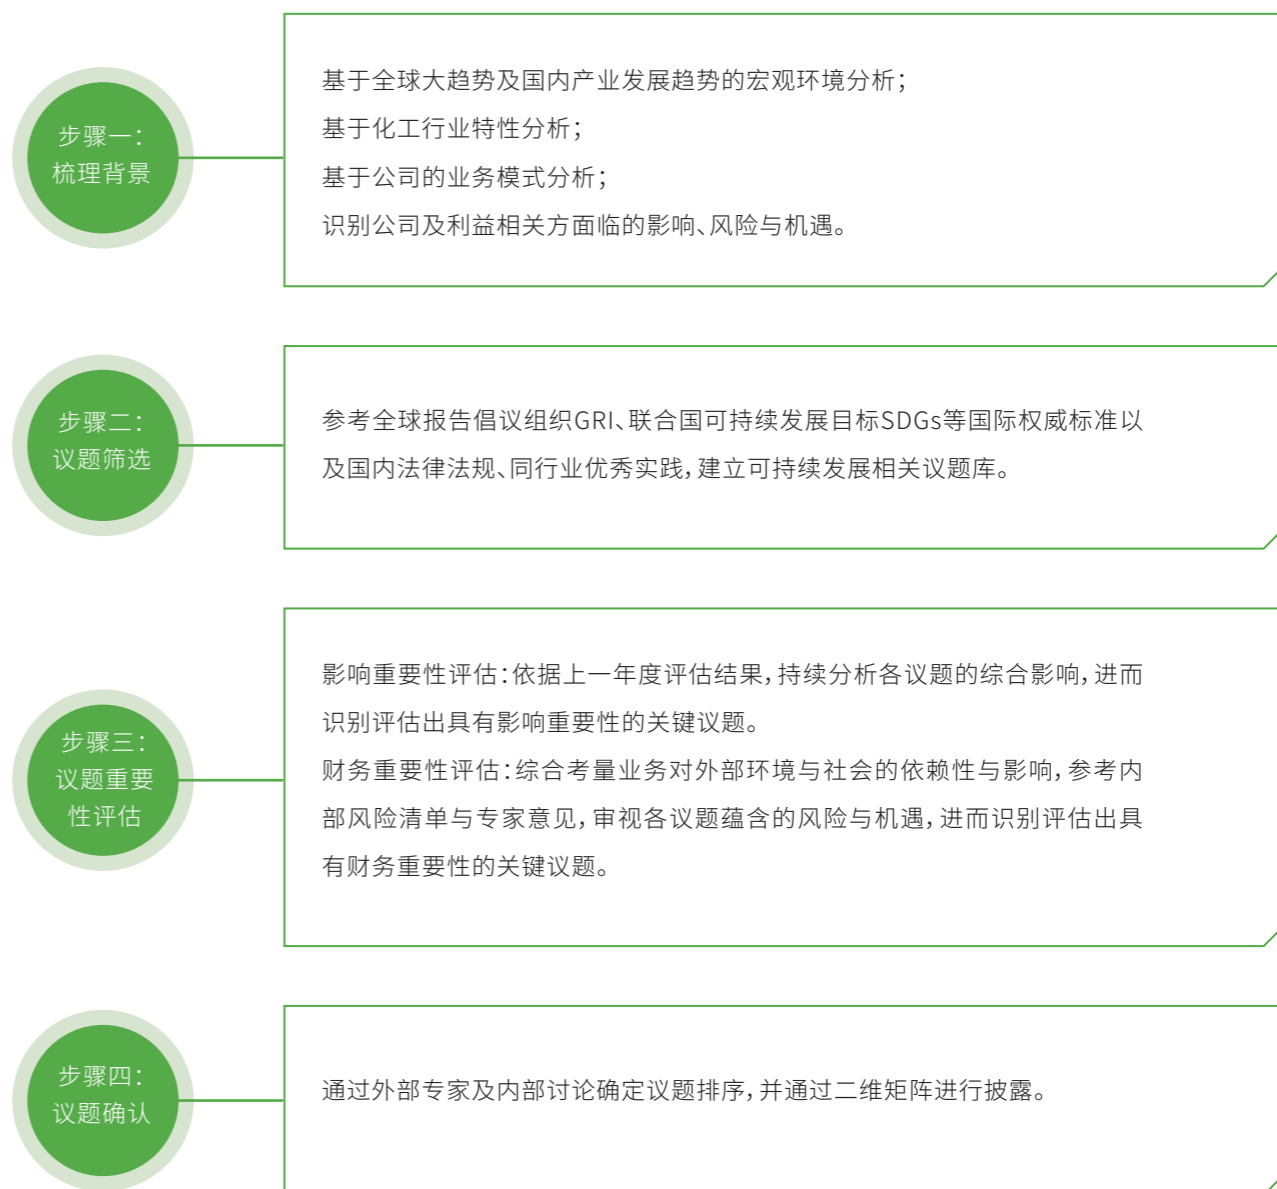 步骤一：
梳理背景
基于全球大趋势及国内产业发展趋势的宏观环境分析；
基于化工行业特性分析；
基于公司的业务模式分析；
识别公司及利益相关方面临的影响、风险与机遇。
步骤二：
议题筛选
参考全球报告倡议组织GRI、联合国可持续发展目标SDGs等国际权威标准以
及国内法律法规、同行业优秀实践，建立可持续发展相关议题库。
步骤三：
议题重要
性评估
影响重要性评估：依据上一年度评估结果，持续分析各议题的综合影响，进而
识别评估出具有影响重要性的关键议题。
财务重要性评估：综合考量业务对外部环境与社会的依赖性与影响，参考内
部风险清单与专家意见，审视各议题蕴含的风险与机遇，进而识别评估出具
有财务重要性的关键议题。
步骤四：
议题确认
通过外部专家及内部讨论确定议题排序，并通过二维矩阵进行披露。